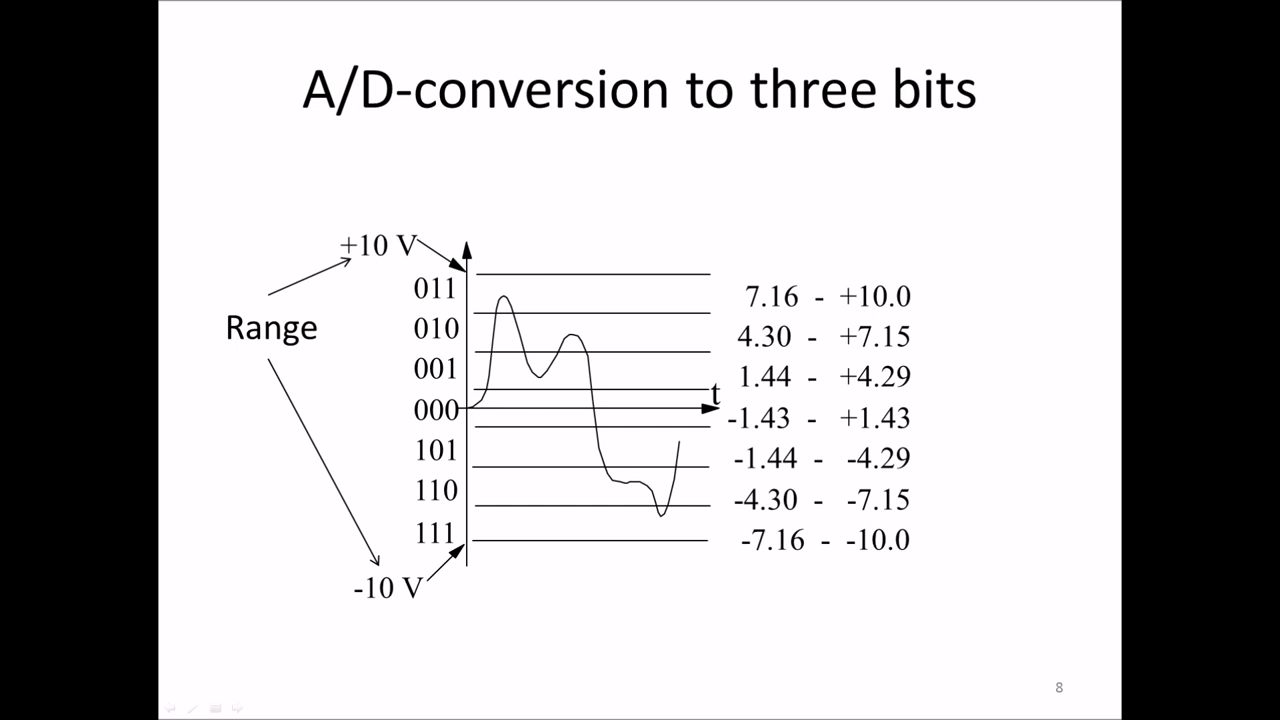 A/D-conversion to three bits
+10 V
011 7.16 - +10.0
Range 010 4.30 - +7.15
001 1.44 - +4.29
t
000 -1.43 - +1.43
101 -1.44 - -4.29
110 -4.30 - -7.15
111 -7.16 - -10.0
-10 V
8